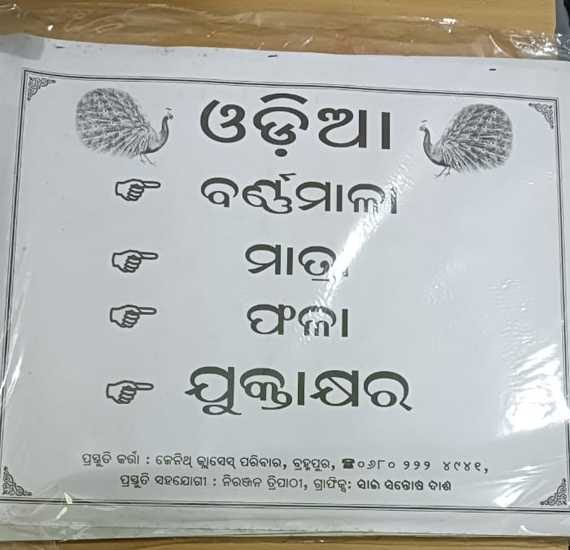 ଓଡ଼ିଆ
ବର୍ଣ୍ଣମାଳା
ମାତ୍ରା
ଫଳା
ଯୁକ୍ତାକ୍ଷର
ପ୍ରସ୍ତୁତି କର୍ତ୍ତା : ଜେନିଥ୍ କ୍ଲାସେସ୍ ପରିବାର, ବ୍ରହ୍ମପୁର, ☎୦୬୮୦ ୨୨୨ ୪୯୪୧,
ପ୍ରସ୍ତୁତି ସହଯୋଗୀ : ନିରଞ୍ଜନ ତ୍ରିପାଠୀ, ଗ୍ରାଫିକ୍ସ: ସାଇ ସନ୍ତୋଷ ଦାଶ